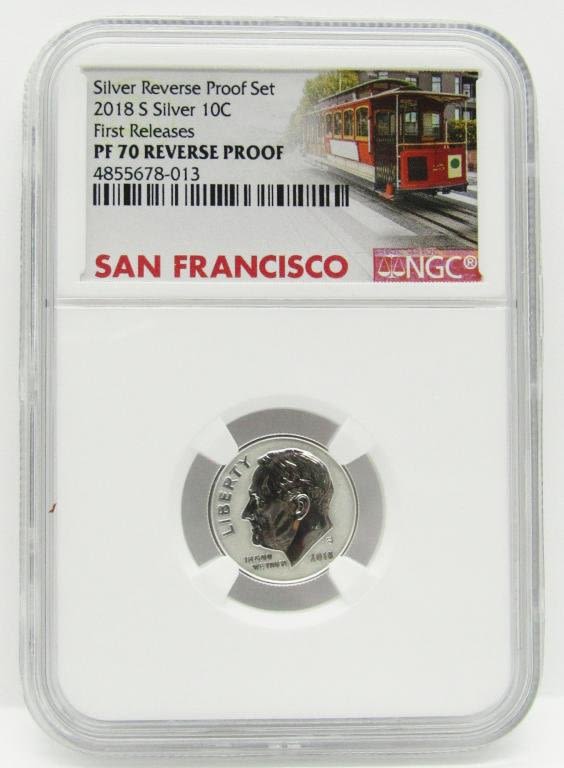 Silver Reverse Proof Set
2018 S Silver 10C
First Releases
PF 70 REVERSE PROOF
4855678-013
SAN FRANCISCO
NGC®
LIBERTY